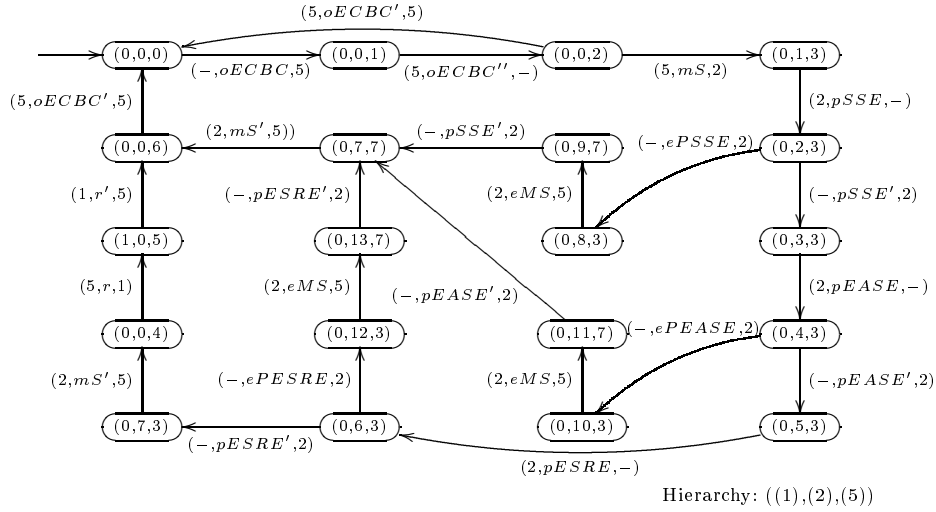 (5,oECBC′,5)
(0,0,0)
(0,0,1)
(0,0,2)
(0,1,3)
(−,oECBC,5)
(5,oECBC′′,−)
(5,mS,2)
(5,oECBC′,5)
(2,pSSE,−)
(2,mS′,5))
(−,pSSE′,2)
(−,ePSSE,2)
(0,0,6)
(0,7,7)
(0,9,7)
(0,2,3)
(1,r′,5)
(−,pESRE′,2)
(2,eMS,5)
(−,pSSE′,2)
(1,0,5)
(0,13,7)
(0,8,3)
(0,3,3)
(5,r,1)
(2,eMS,5)
(−,pEASE′,2)
(2,pEASE,−)
(0,0,4)
(0,12,3)
(0,11,7)
(−,ePEASE,2)
(0,4,3)
(2,mS′,5)
(−,ePESRE,2)
(2,eMS,5)
(−,pEASE′,2)
(0,7,3)
(0,6,3)
(0,10,3)
(0,5,3)
(−,pESRE′,2)
(2,pESRE,−)
Hierarchy: ((1),(2),(5))